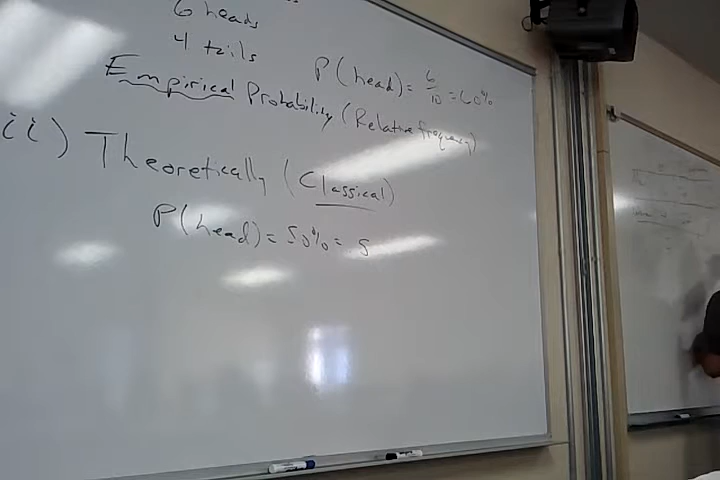 6 heads
4 tails
P(head) = 6/10 = 60%
Empirical Probability (Relative frequency)
ii) Theoretically (Classical)
P(head) = 50% = .5